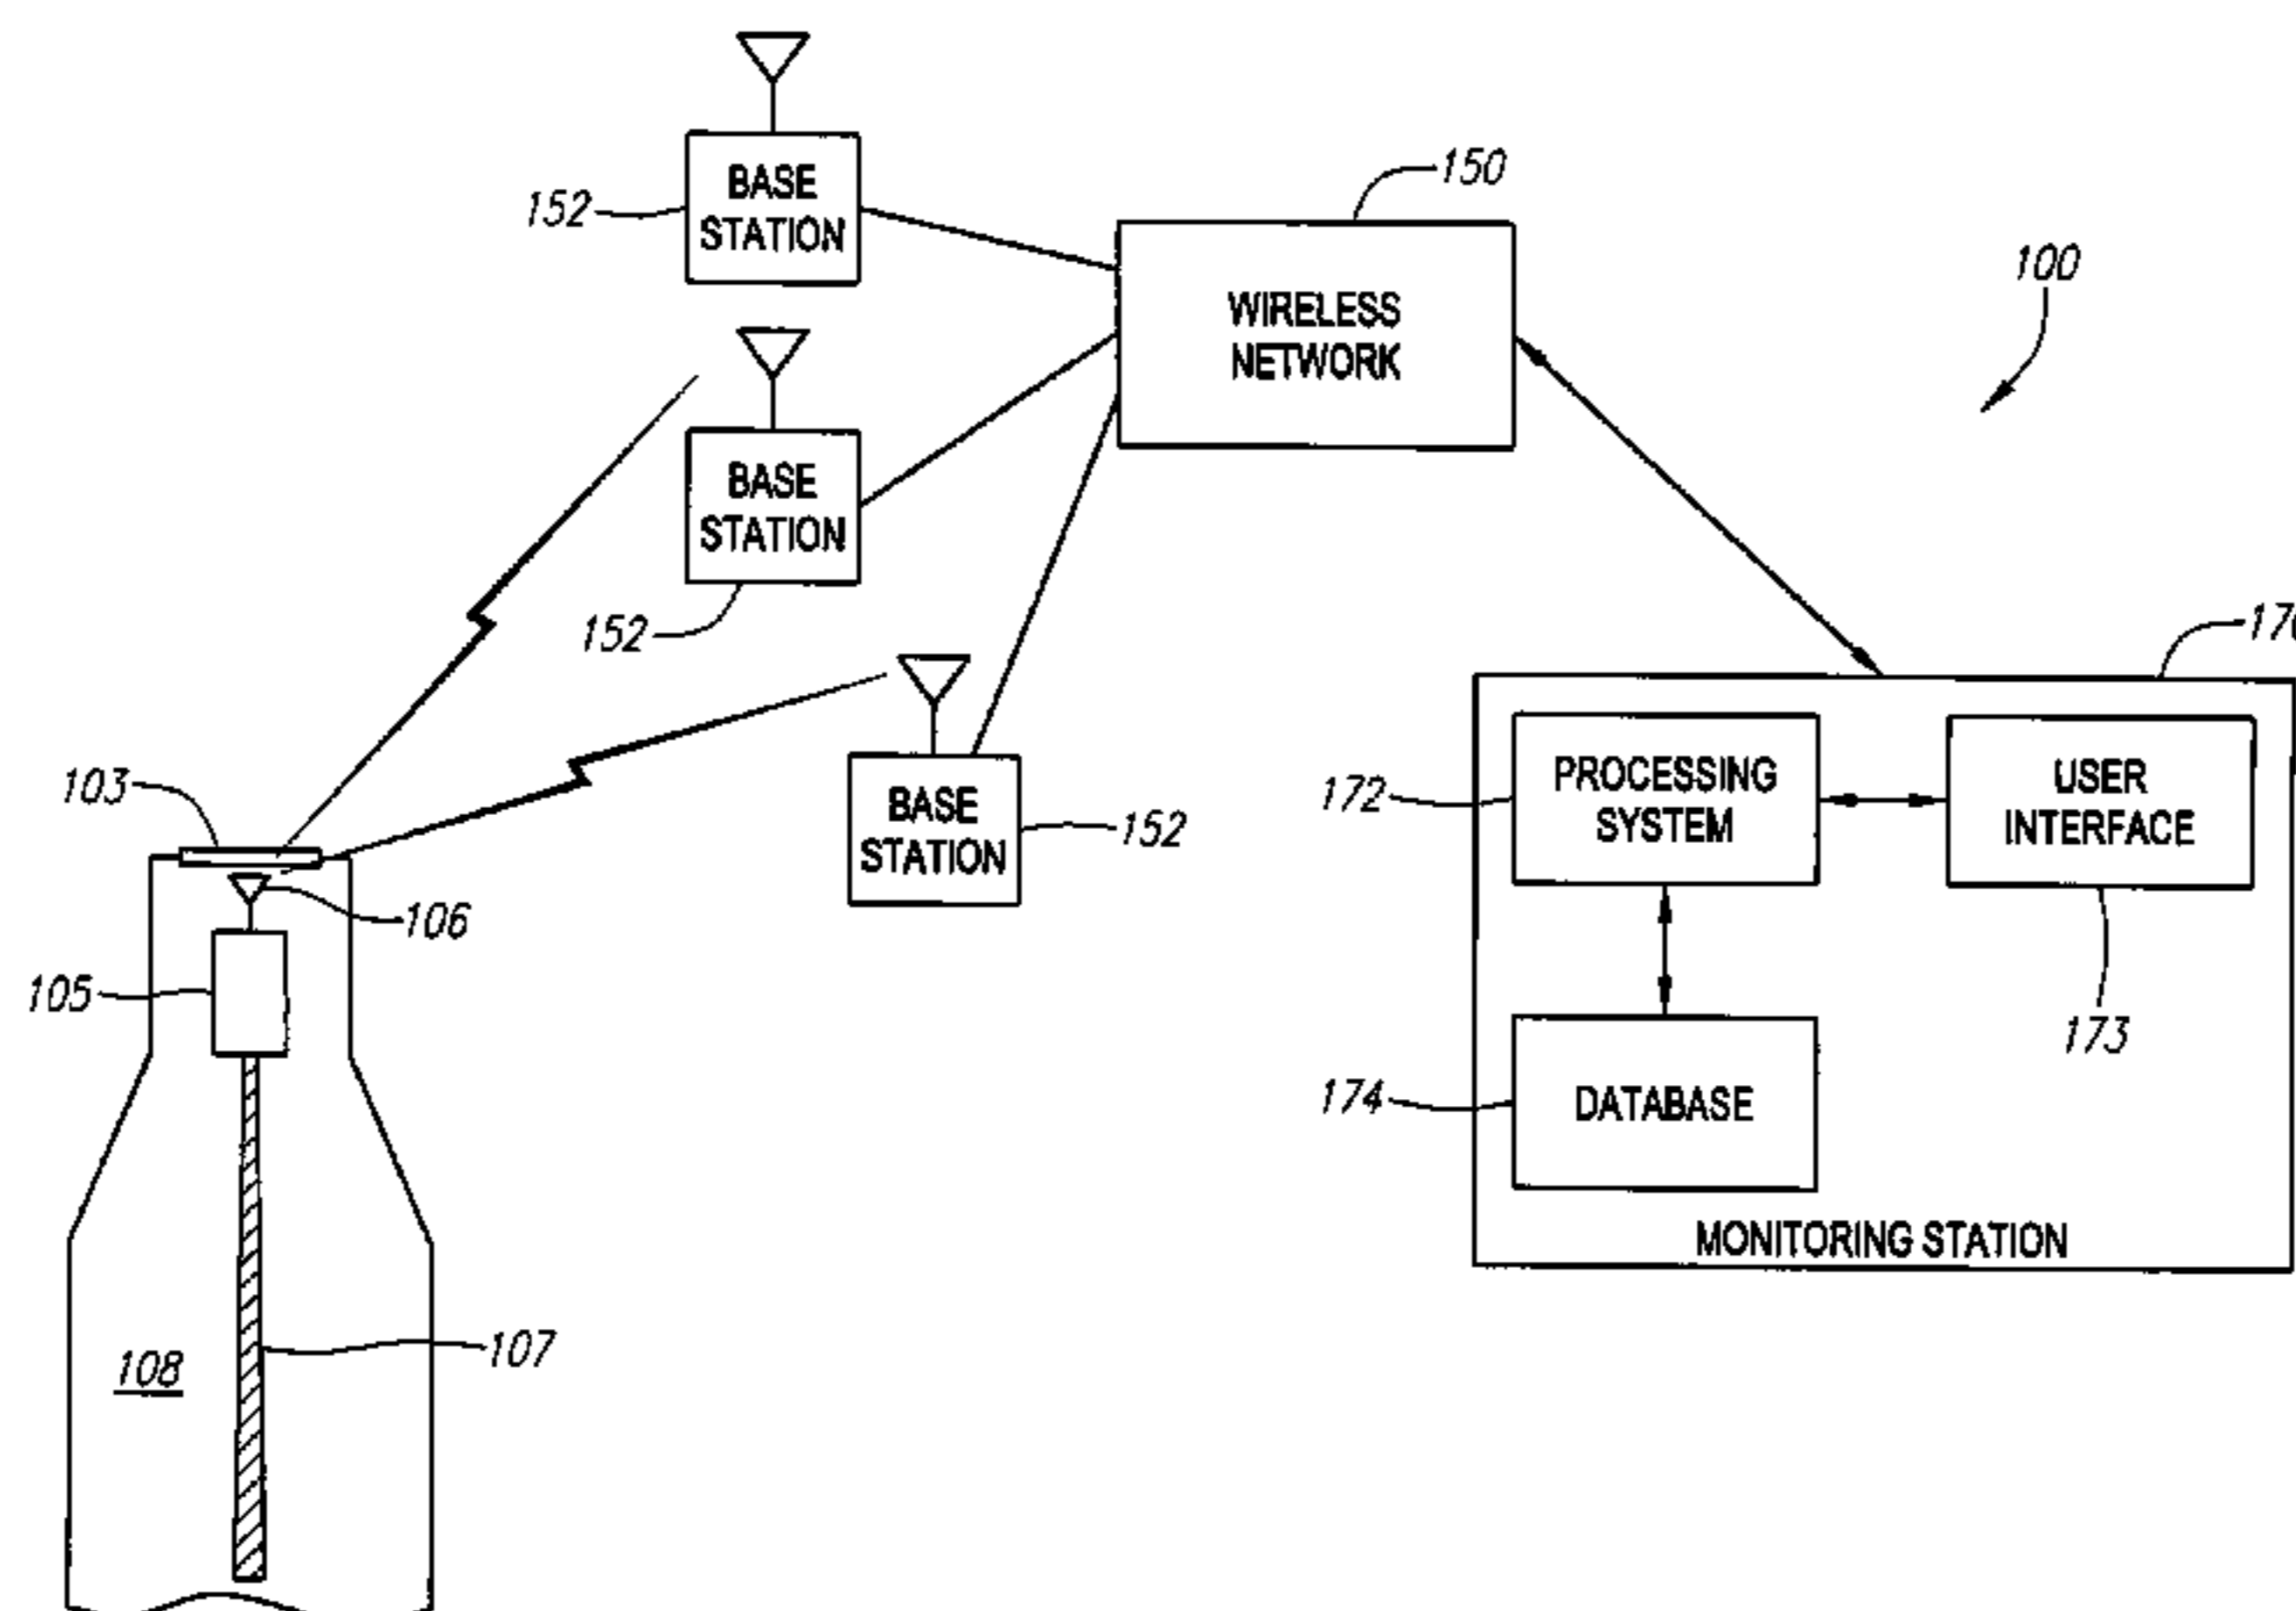 BASE
STATION
152
150
WIRELESS
NETWORK
100
BASE
STATION
152
103
BASE
STATION
152
106
105
172
PROCESSING
SYSTEM
USER
INTERFACE
173
174
DATABASE
MONITORING STATION
107
108